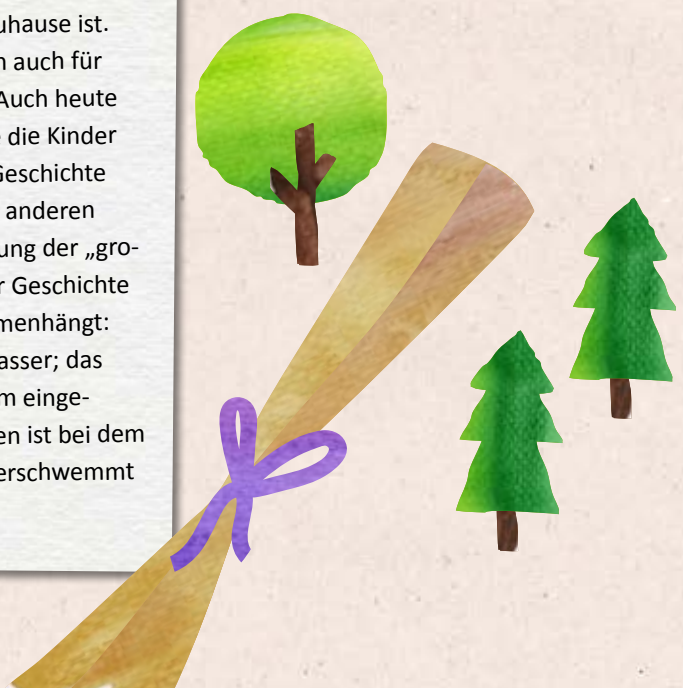 uhause ist.
auch für
Auch heute
die Kinder
Geschichte
anderen
ung der „gro-
Geschichte
menhängt:
asser; das
m einge-
en ist bei dem
erschwemmt